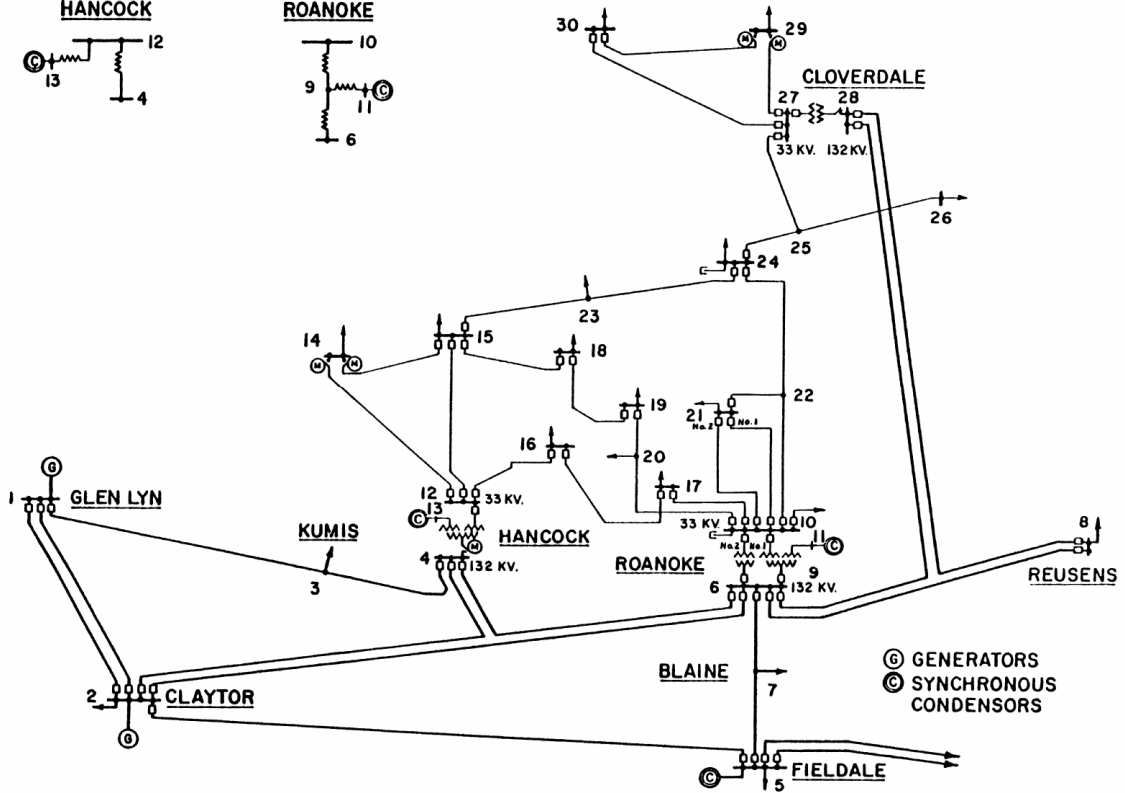 HANCOCK
12
C
13
4
ROANOKE
10
9
C
11
6
30
29
M
M
CLOVERDALE
27
28
33 KV.
132 KV.
26
25
24
23
15
14
M
M
18
22
19
21
No.2
No.1
16
20
17
G
1
GLEN LYN
12
33 KV.
13
C
HANCOCK
M
4
132 KV.
KUMIS
3
33 KV.
10
No.2
No.1
11
C
ROANOKE
9
6
132 KV.
8
REUSENS
BLAINE
7
2
CLAYTOR
G
G GENERATORS
C SYNCHRONOUS
CONDENSORS
C
5
FIELDALE